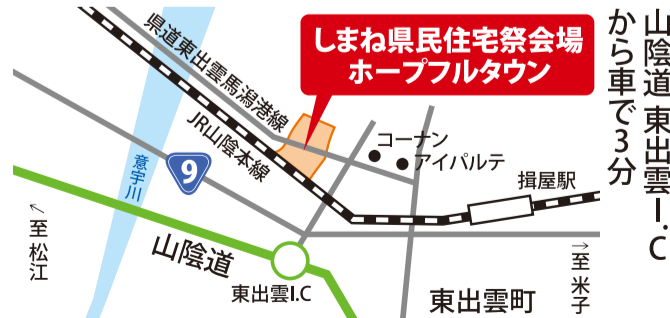 しまね県民住宅祭会場
ホープフルタウン
山陰道 東出雲I.C
から車で3分
県道東出雲馬潟港線
JR山陰本線
コーナン
アイパルテ
揖屋駅
意宇川
9
←至松江
山陰道
東出雲I.C
東出雲町
→至米子